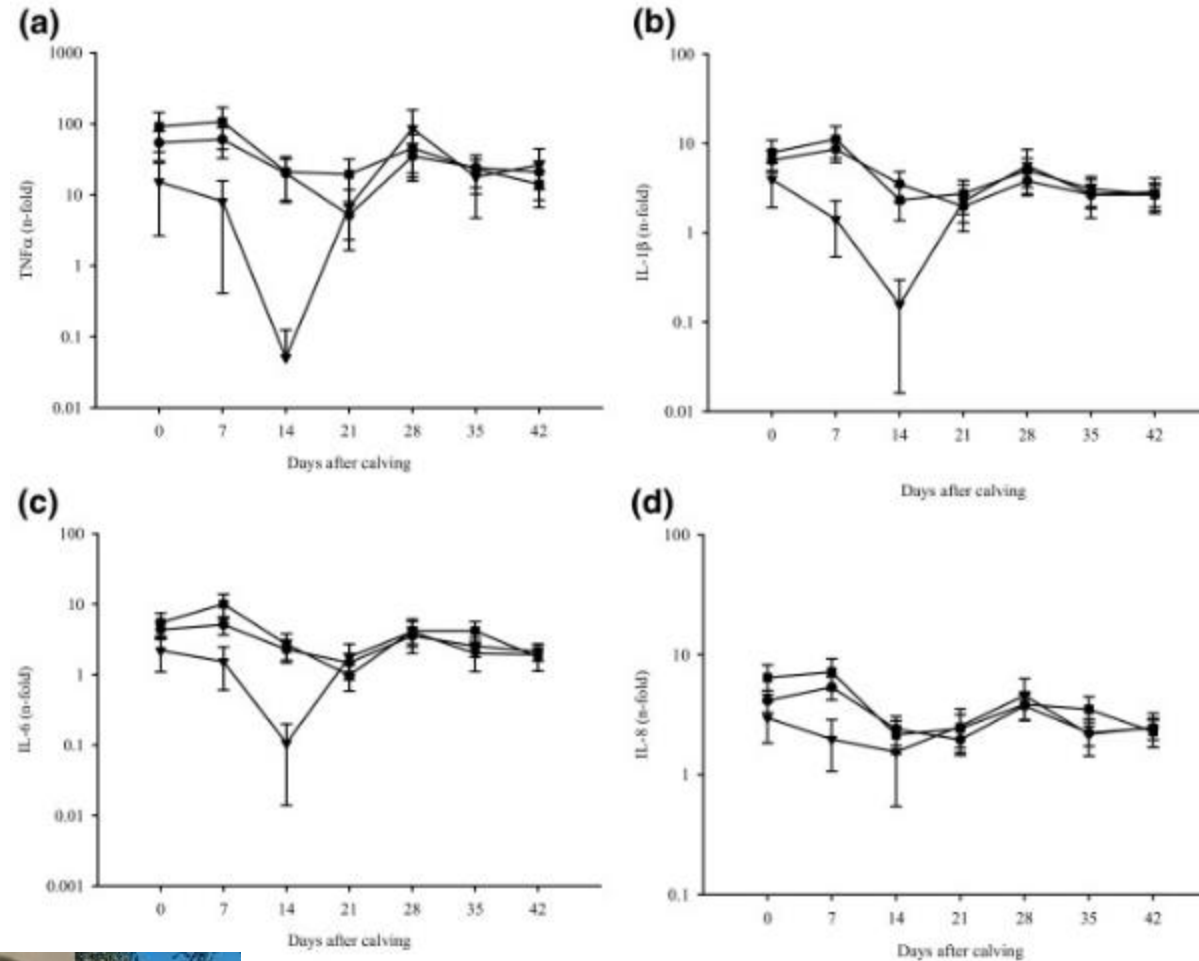 (a)
1000
100
10
1
0.1
0.01
TNFα (n-fold)
0 7 14 21 28 35 42
Days after calving
(b)
100
10
1
0.1
0.01
IL-1β (n-fold)
0 7 14 21 28 35 42
Days after calving
(c)
100
10
1
0.1
0.01
0.001
IL-6 (n-fold)
0 7 14 21 28 35 42
Days after calving
(d)
100
10
1
0.1
IL-8 (n-fold)
0 7 14 21 28 35 42
Days after calving